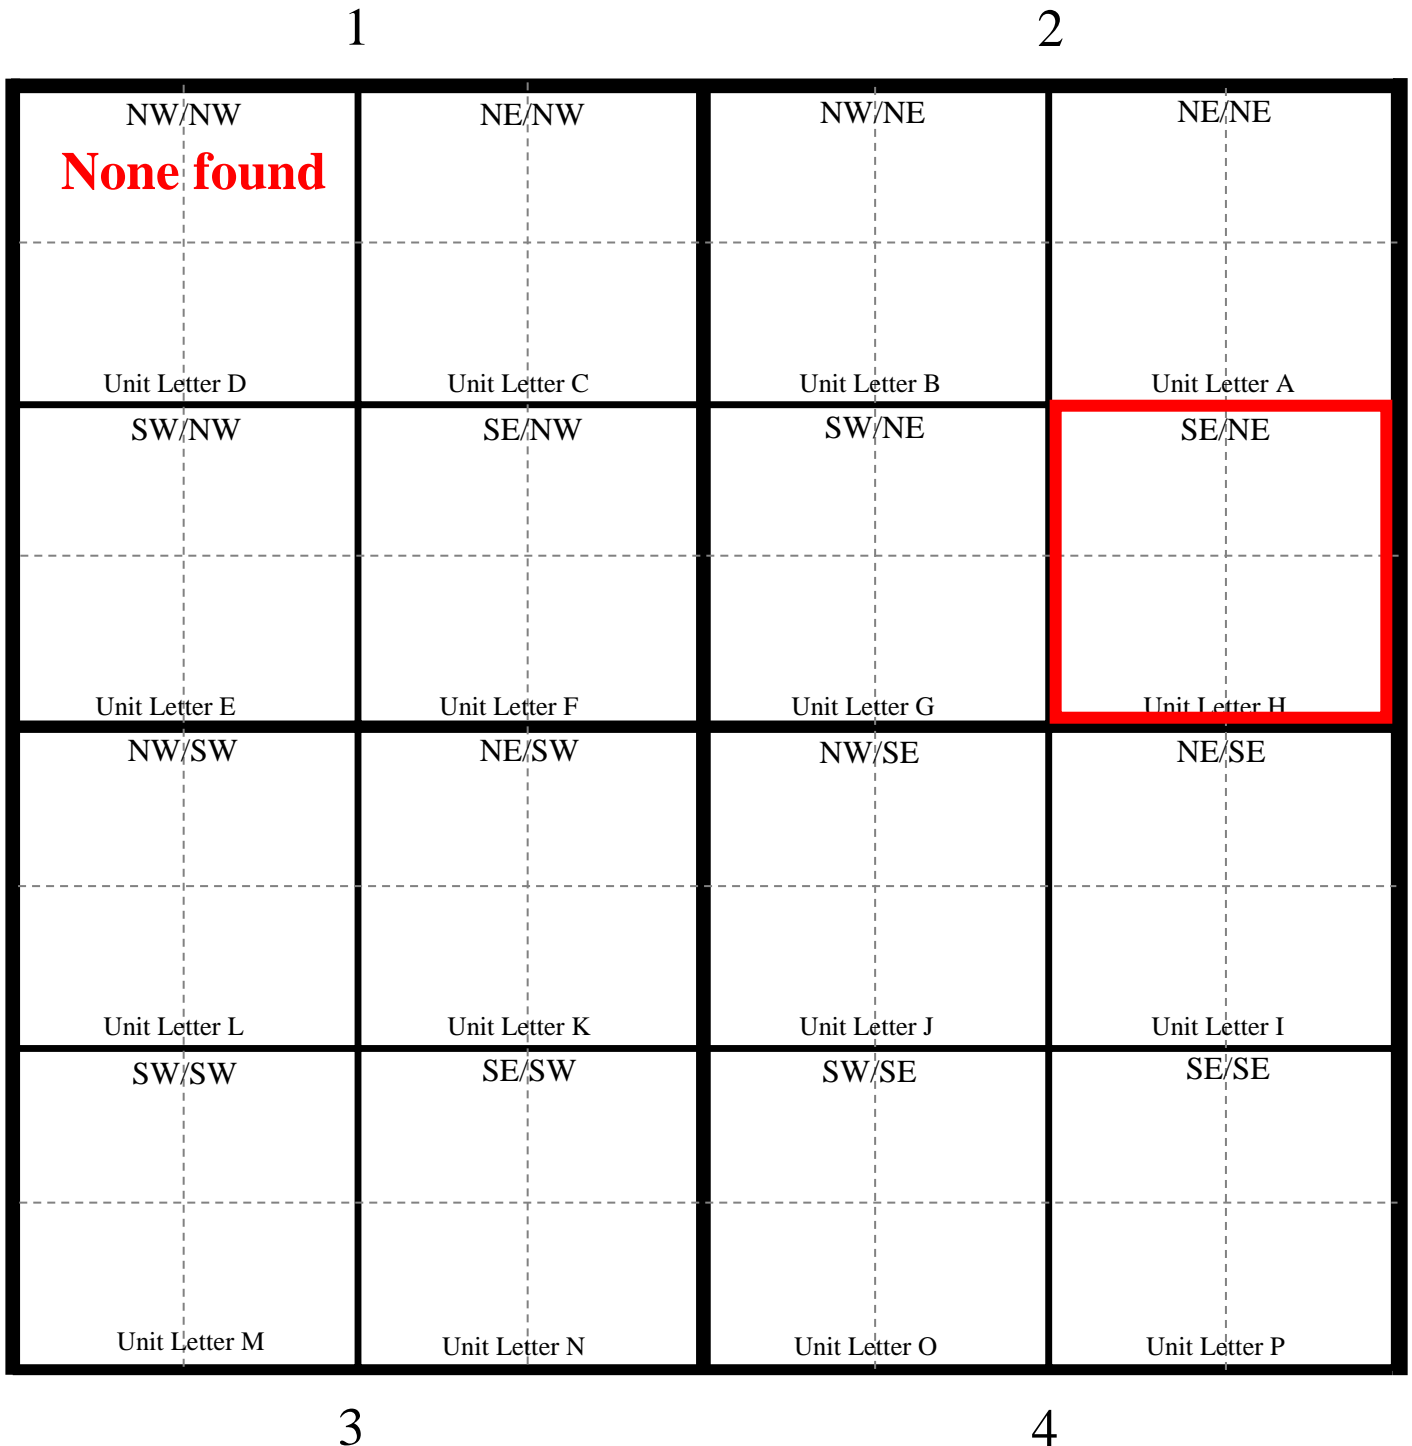 1 2
NW/NW NE/NW NW/NE NE/NE
None found
Unit Letter D Unit Letter C Unit Letter B Unit Letter A
SW/NW SE/NW SW/NE SE/NE
Unit Letter E Unit Letter F Unit Letter G Unit Letter H
NW/SW NE/SW NW/SE NE/SE
Unit Letter L Unit Letter K Unit Letter J Unit Letter I
SW/SW SE/SW SW/SE SE/SE
Unit Letter M Unit Letter N Unit Letter O Unit Letter P
3 4